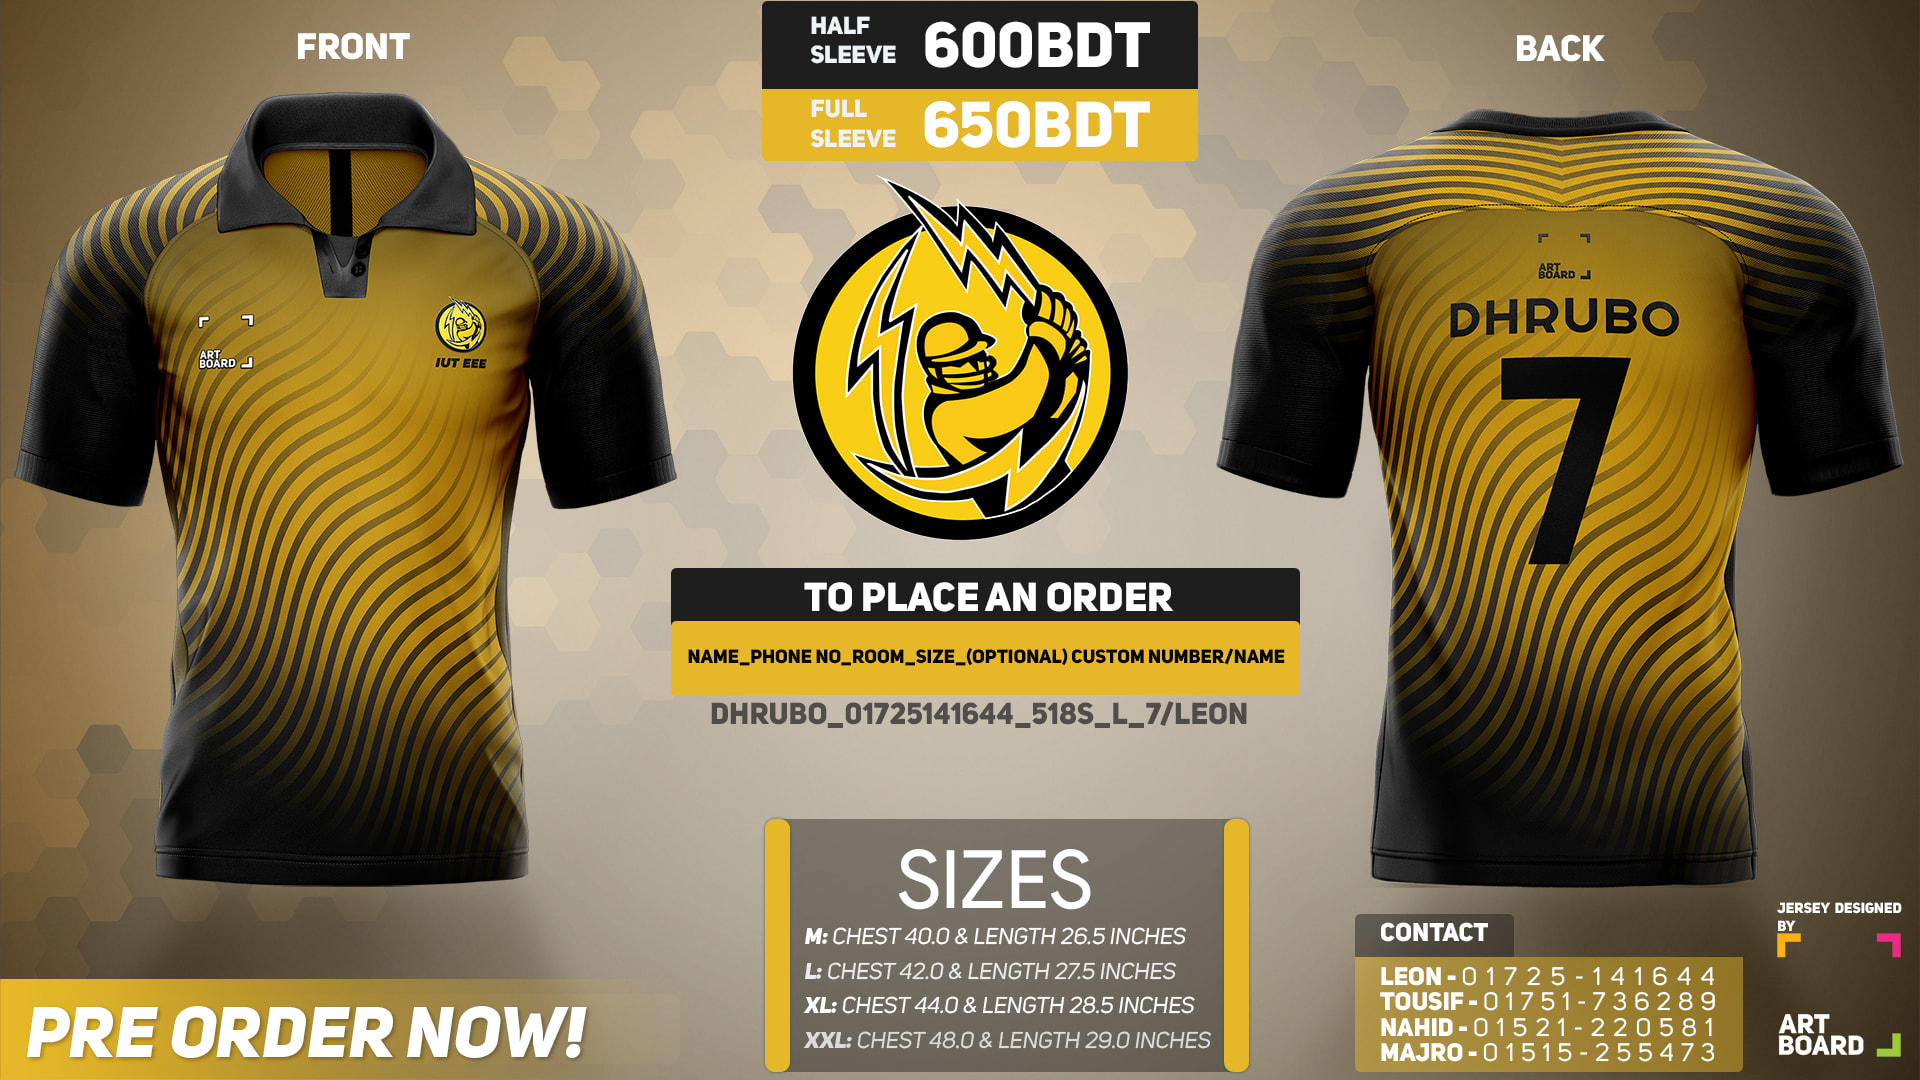 FRONT
HALF
SLEEVE
600BDT
FULL
SLEEVE
650BDT
BACK
ART
BOARD
IUT EEE
ART
BOARD
DHRUBO
7
TO PLACE AN ORDER
NAME_PHONE NO_ROOM_SIZE_(OPTIONAL) CUSTOM NUMBER/NAME
DHRUBO_01725141644_518S_L_7/LEON
SIZES
M: CHEST 40.0 & LENGTH 26.5 INCHES
L: CHEST 42.0 & LENGTH 27.5 INCHES
XL: CHEST 44.0 & LENGTH 28.5 INCHES
XXL: CHEST 48.0 & LENGTH 29.0 INCHES
PRE ORDER NOW!
CONTACT
LEON - 01725-141644
TOUSIF - 01751-736289
NAHID - 01521-220581
MAJRO - 01515-255473
JERSEY DESIGNED
BY
ART
BOARD